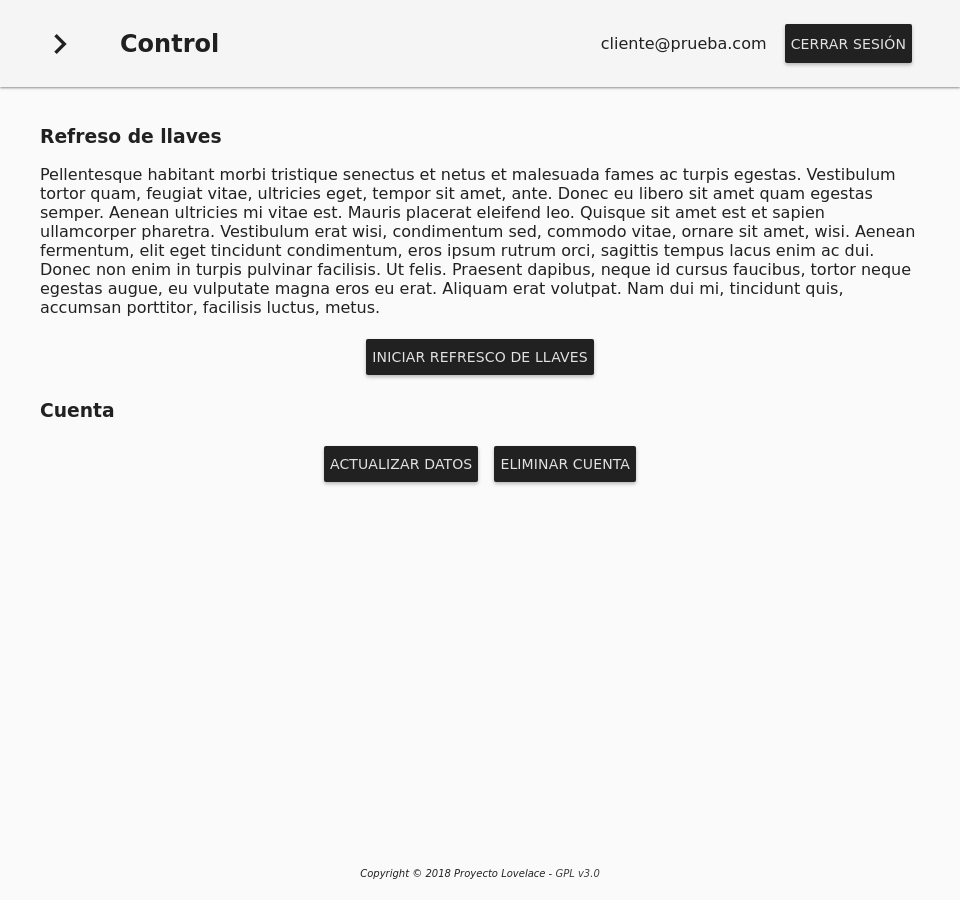 Control
cliente@prueba.com
CERRAR SESIÓN
Refreso de llaves
Pellentesque habitant morbi tristique senectus et netus et malesuada fames ac turpis egestas. Vestibulum
tortor quam, feugiat vitae, ultricies eget, tempor sit amet, ante. Donec eu libero sit amet quam egestas
semper. Aenean ultricies mi vitae est. Mauris placerat eleifend leo. Quisque sit amet est et sapien
ullamcorper pharetra. Vestibulum erat wisi, condimentum sed, commodo vitae, ornare sit amet, wisi. Aenean
fermentum, elit eget tincidunt condimentum, eros ipsum rutrum orci, sagittis tempus lacus enim ac dui.
Donec non enim in turpis pulvinar facilisis. Ut felis. Praesent dapibus, neque id cursus faucibus, tortor neque
egestas augue, eu vulputate magna eros eu erat. Aliquam erat volutpat. Nam dui mi, tincidunt quis,
accumsan porttitor, facilisis luctus, metus.
INICIAR REFRESCO DE LLAVES
Cuenta
ACTUALIZAR DATOS
ELIMINAR CUENTA
Copyright © 2018 Proyecto Lovelace - GPL v3.0